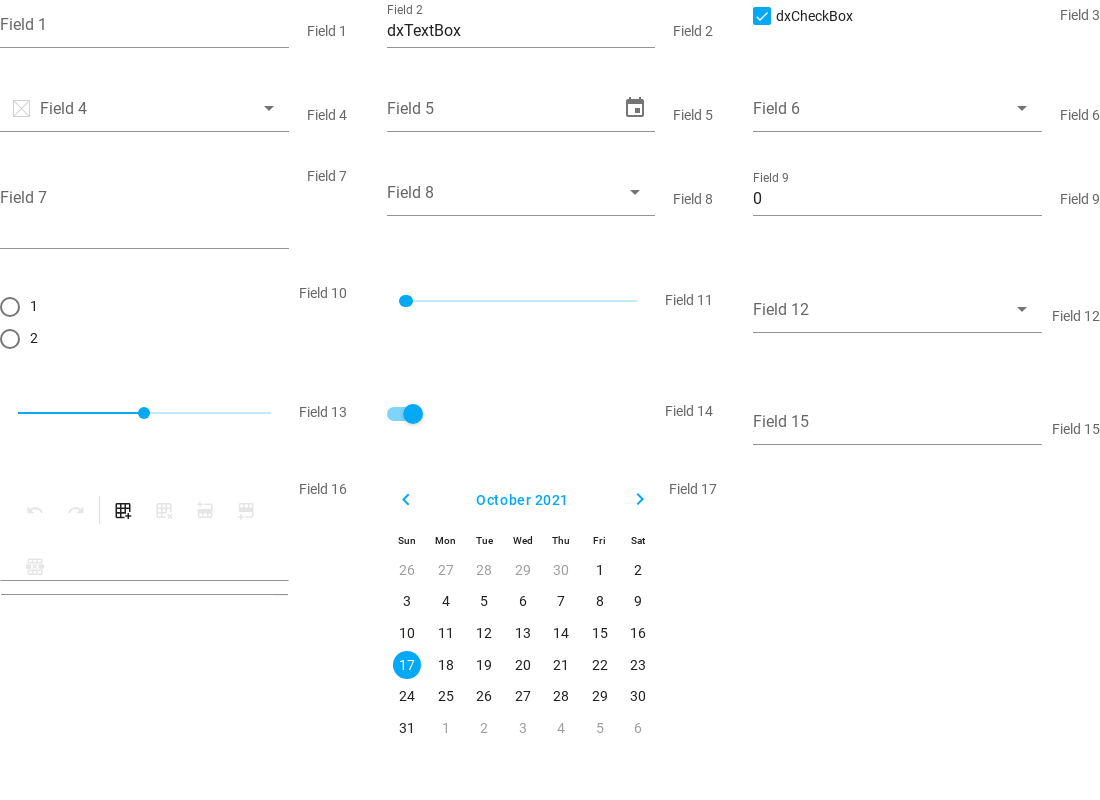 Field 1
Field 1
Field 2
dxTextBox
Field 2
dxCheckBox
Field 3
Field 4
Field 4
Field 5
Field 5
Field 6
Field 6
Field 7
Field 7
Field 8
Field 8
Field 9
0
Field 9
1
2
Field 10
Field 11
Field 12
Field 12
Field 13
Field 14
Field 15
Field 15
Field 16
October 2021
Field 17
Sun Mon Tue Wed Thu Fri Sat
26 27 28 29 30 1 2
3 4 5 6 7 8 9
10 11 12 13 14 15 16
17 18 19 20 21 22 23
24 25 26 27 28 29 30
31 1 2 3 4 5 6